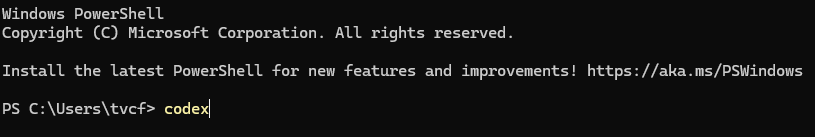 Windows PowerShell
Copyright (C) Microsoft Corporation. All rights reserved.
Install the latest PowerShell for new features and improvements! https://aka.ms/PSWindows
PS C:\Users\tvcf> codex